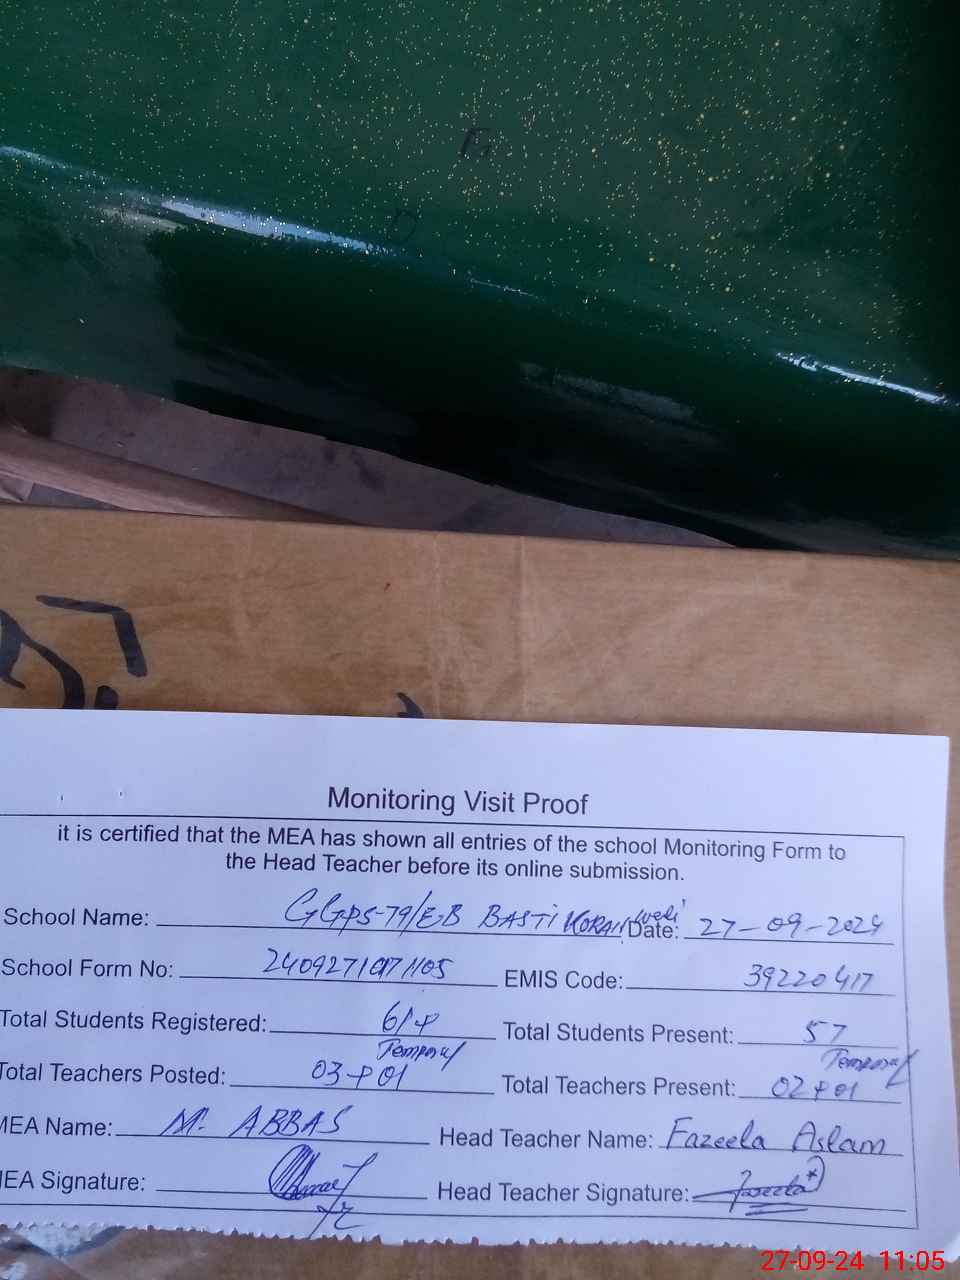 Monitoring Visit Proof
it is certified that the MEA has shown all entries of the school Monitoring Form to
the Head Teacher before its online submission.
School Name: GGPS-79/EB BASTI Date: 27-09-2024
School Form No: EMIS Code: 39220417
Total Students Registered: Total Students Present: 57
Total Teachers Posted: 03+01 Total Teachers Present: 02+01
MEA Name: M. ABBAS Head Teacher Name: Fazeela Aslam
MEA Signature: Head Teacher Signature: Fazeela
27-09-24 11:05